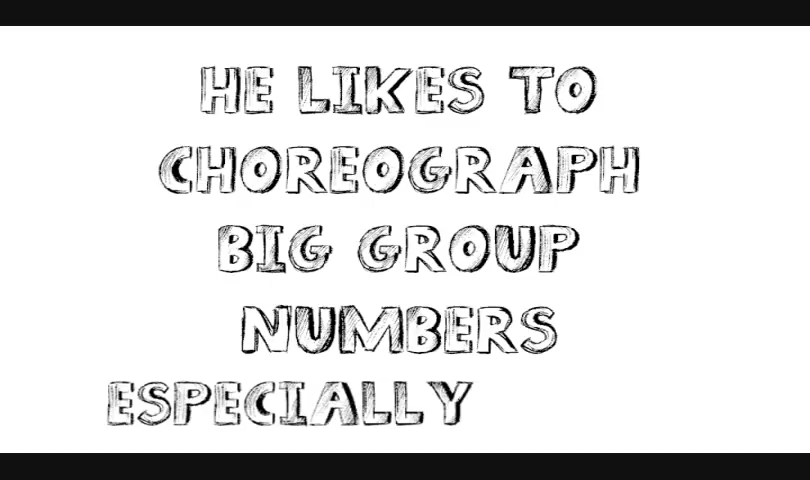 HE LIKES TO
CHOREOGRAPH
BIG GROUP
NUMBERS
ESPECIALLY